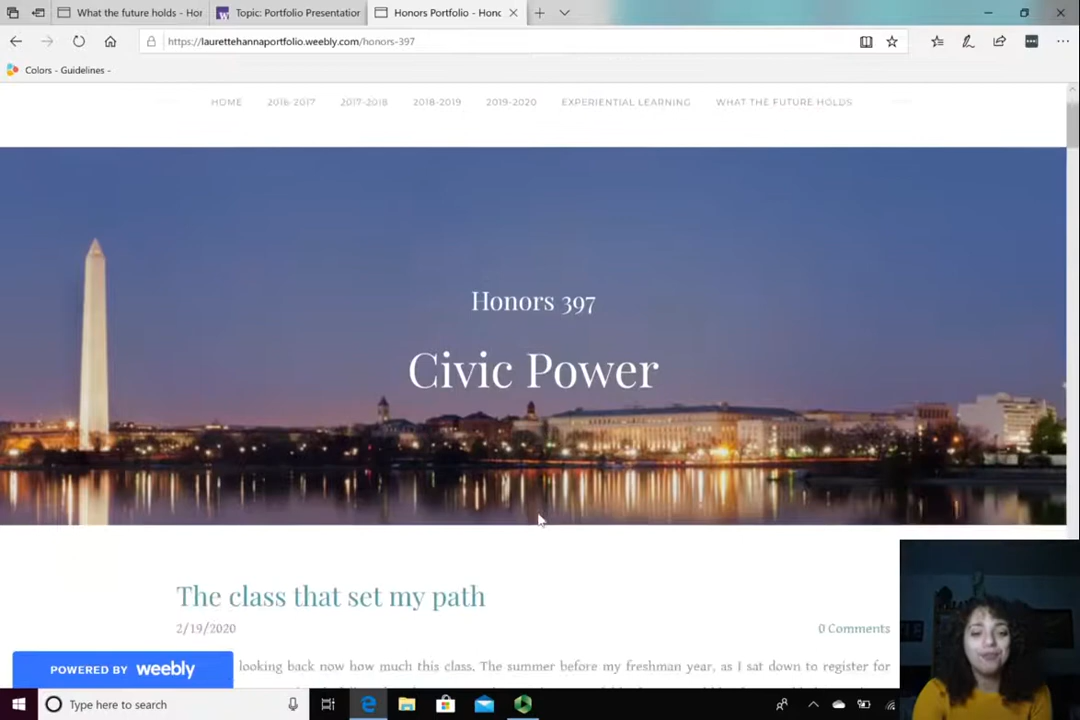 What the future holds - Hor
Topic: Portfolio Presentation
Honors Portfolio - Hono
https://laurettehannaportfolio.weebly.com/honors-397
Colors - Guidelines -
HOME 2016-2017 2017-2018 2018-2019 2019-2020 EXPERIENTIAL LEARNING WHAT THE FUTURE HOLDS
Honors 397
Civic Power
The class that set my path
2/19/2020
0 Comments
looking back now how much this class. The summer before my freshman year, as I sat down to register for
POWERED BY weebly
Type here to search